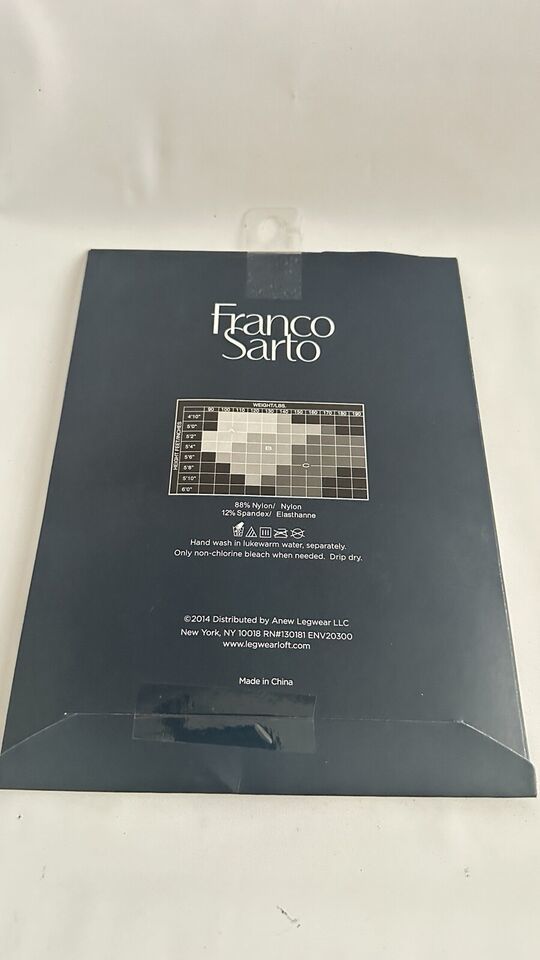 Franco
Sarto
WEIGHT/LBS.
90 100 110 120 130 140 150 160 170 180 190
HEIGHT FEET/INCHES
4'10"
5'0"
5'2"
5'4"
5'6"
5'8"
5'10"
6'0"
A
B
C
88% Nylon/ Nylon
12% Spandex/ Elasthanne
Hand wash in lukewarm water, separately.
Only non-chlorine bleach when needed. Drip dry.
©2014 Distributed by Anew Legwear LLC
New York, NY 10018 RN#130181 ENV20300
www.legwearloft.com
Made in China